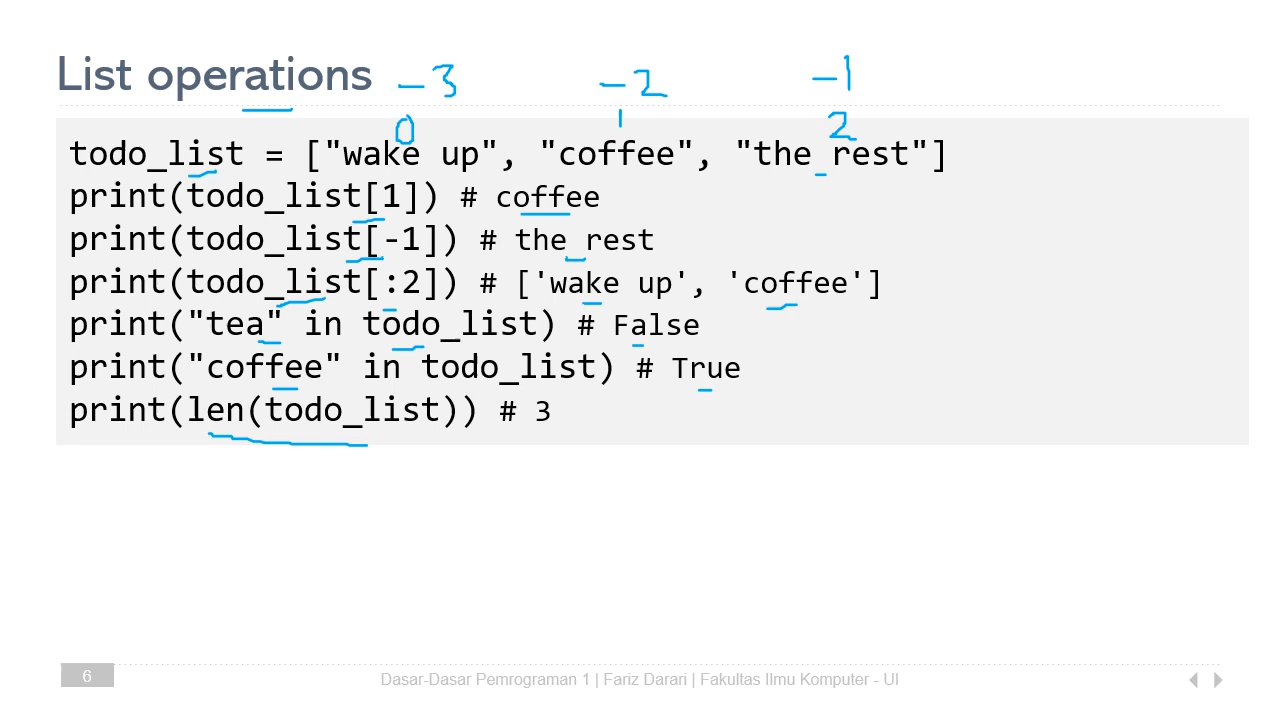 List operations
-3 -2 -1
0 1 2
todo_list = ["wake up", "coffee", "the rest"]
print(todo_list[1]) # coffee
print(todo_list[-1]) # the rest
print(todo_list[:2]) # ['wake up', 'coffee']
print("tea" in todo_list) # False
print("coffee" in todo_list) # True
print(len(todo_list)) # 3
6
Dasar-Dasar Pemrograman 1 | Fariz Darari | Fakultas Ilmu Komputer - UI